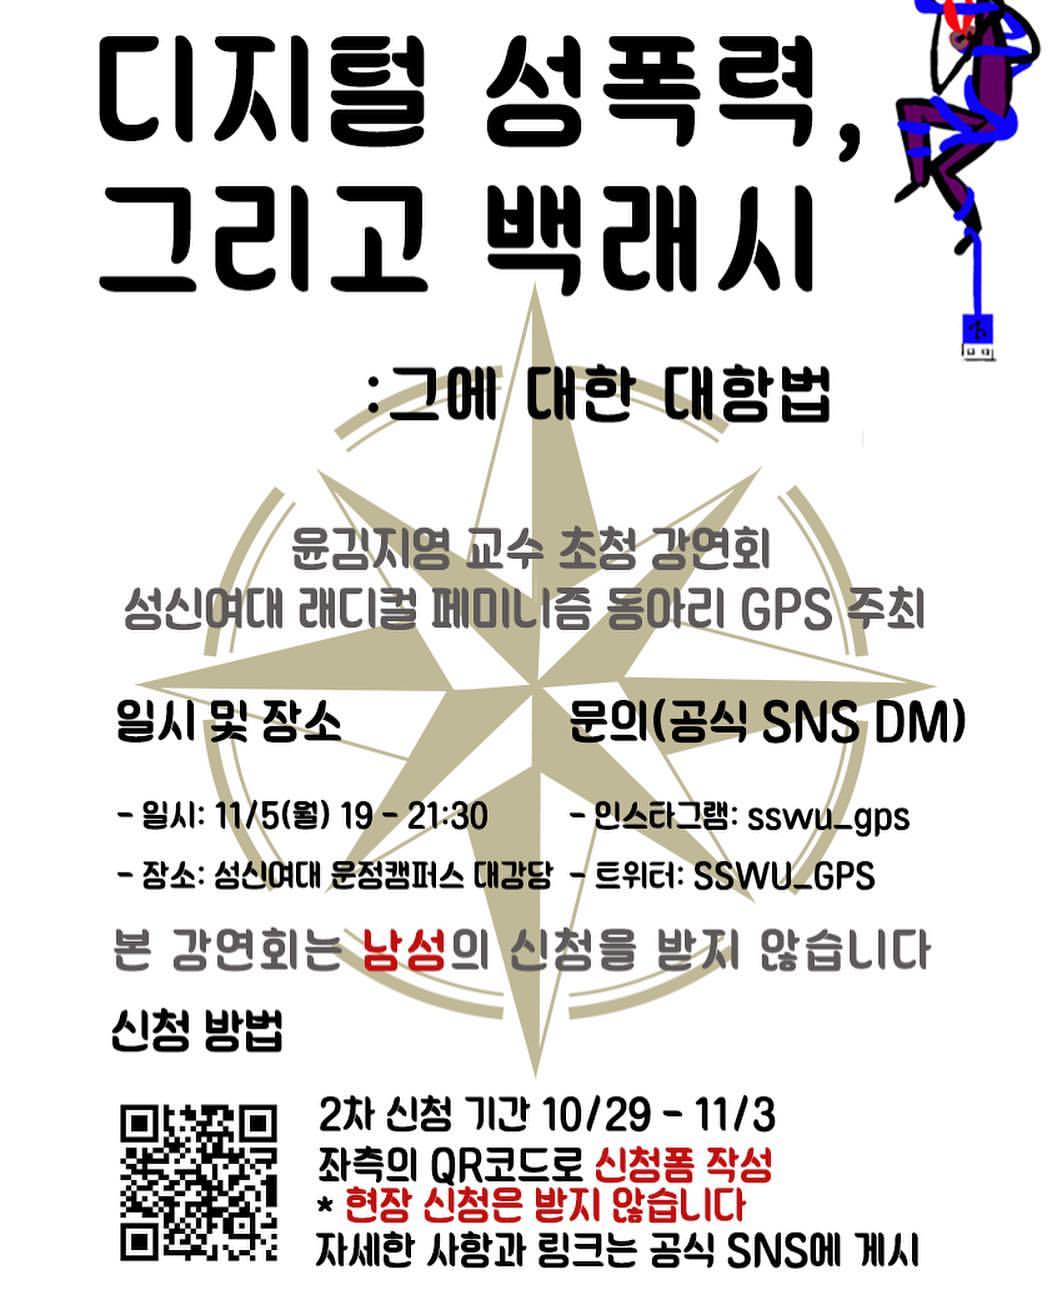 디지털 성폭력,
그리고 백래시
:그에 대한 대항법
윤김지영 교수 초청 강연회
성신여대 래디컬 페미니즘 동아리 GPS 주최
일시 및 장소
- 일시: 11/5(월) 19 - 21:30
- 장소: 성신여대 운정캠퍼스 대강당
문의(공식 SNS DM)
- 인스타그램: sswu_gps
- 트위터: SSWU_GPS
본 강연회는 남성의 신청을 받지 않습니다
신청 방법
2차 신청 기간 10/29 - 11/3
좌측의 QR코드로 신청폼 작성
* 현장 신청은 받지 않습니다
자세한 사항과 링크는 공식 SNS에 게시